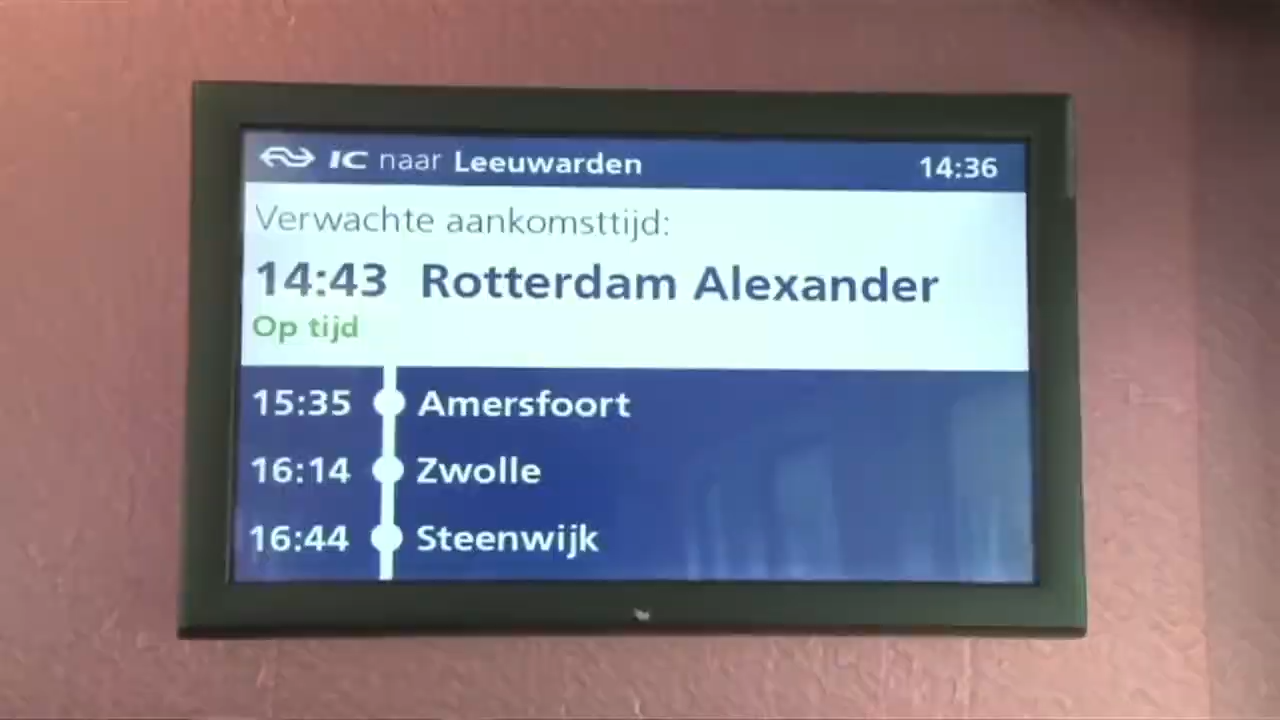 IC naar Leeuwarden 14:36
Verwachte aankomsttijd:
14:43 Rotterdam Alexander
Op tijd
15:35 Amersfoort
16:14 Zwolle
16:44 Steenwijk